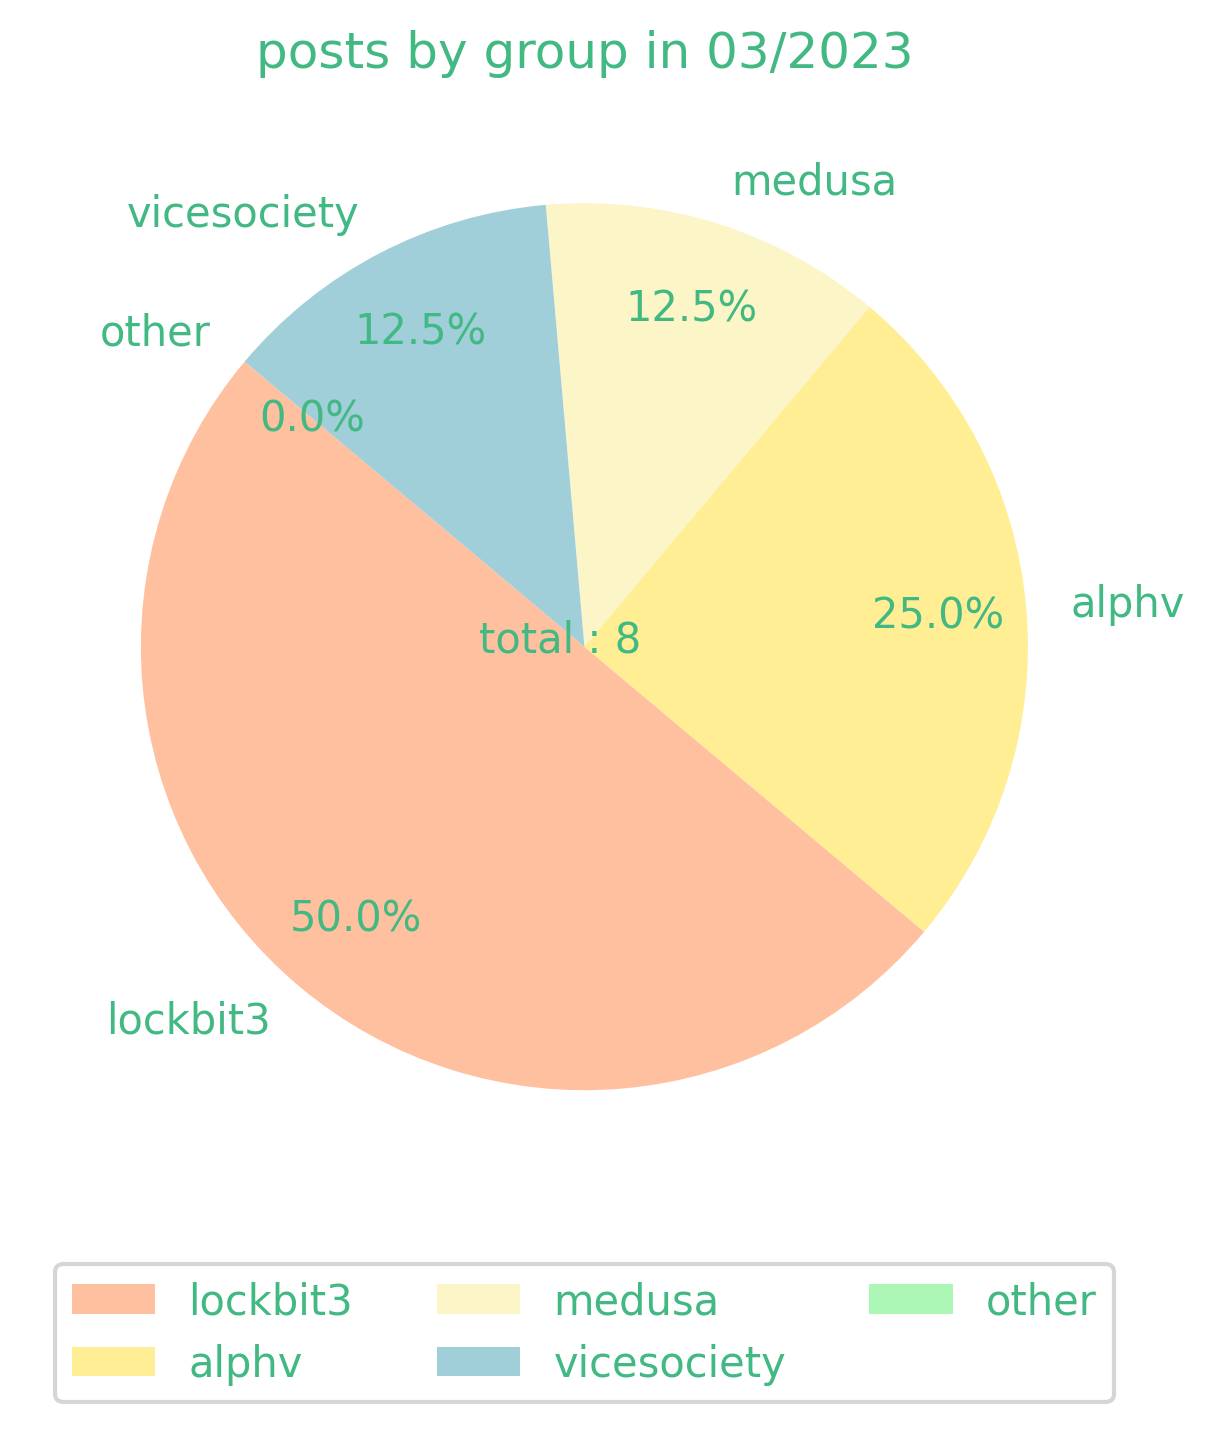 posts by group in 03/2023
medusa
vicesociety
12.5%
12.5%
other
0.0%
alphv
25.0%
total : 8
50.0%
lockbit3
lockbit3
medusa
other
alphv
vicesociety